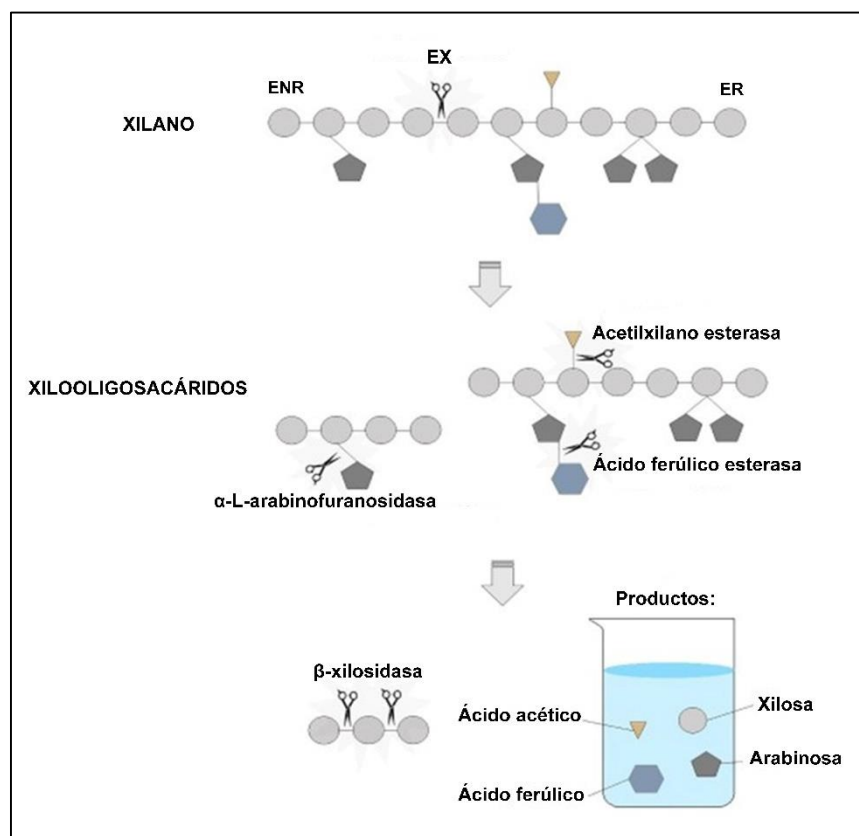 EX
ENR
ER
XILANO
Acetilxilano esterasa
XILOOLIGOSACÁRIDOS
Ácido ferúlico esterasa
α-L-arabinofuranosidasa
Productos:
β-xilosidasa
Xilosa
Ácido acético
Arabinosa
Ácido ferúlico